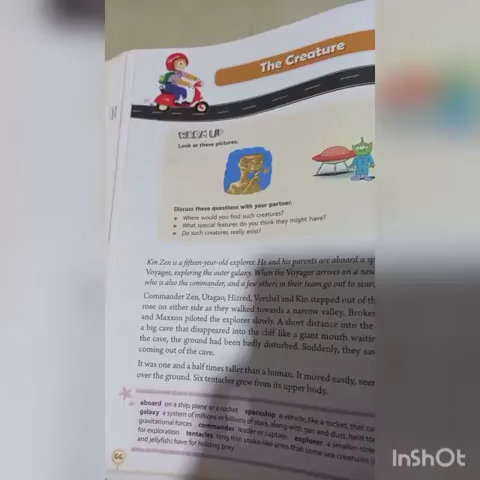 The Creature
WARM UP
Look at these pictures.
Discuss these questions with your partner.
Where would you find such creatures?
What special features do you think they might have?
Do such creatures really exist?
Kin Zen is a fifteen-year-old explorer. He and his parents are aboard a
Voyager, exploring the outer galaxy. When the Voyager arrives on a new
who is also the commander, and a few others in their team go out to
Commander Zen, Utagao, Hizred, Vorchel and Kin stepped out of
rose on either side as they walked towards a narrow valley.
and Maxxon piloted the explorer slowly. A short distance into the
a big cave that disappeared into the cliff like a giant mouth
the cave, the ground had been badly disturbed. Suddenly, they
coming out of the cave.
It was one and a half times taller than a human. It moved easily,
over the ground. Six tentacles grew from its upper body.
aboard on a ship, plane or a rocket spaceship a vehicle, like a rocket, that
galaxy a system of millions or billions of stars, along with gas and dust, held
gravitational forces commander leader or captain explorer a smaller
for exploration tentacles long thin snake-like arms that some sea creatures
and jellyfish) have for holding prey
66
InShOt